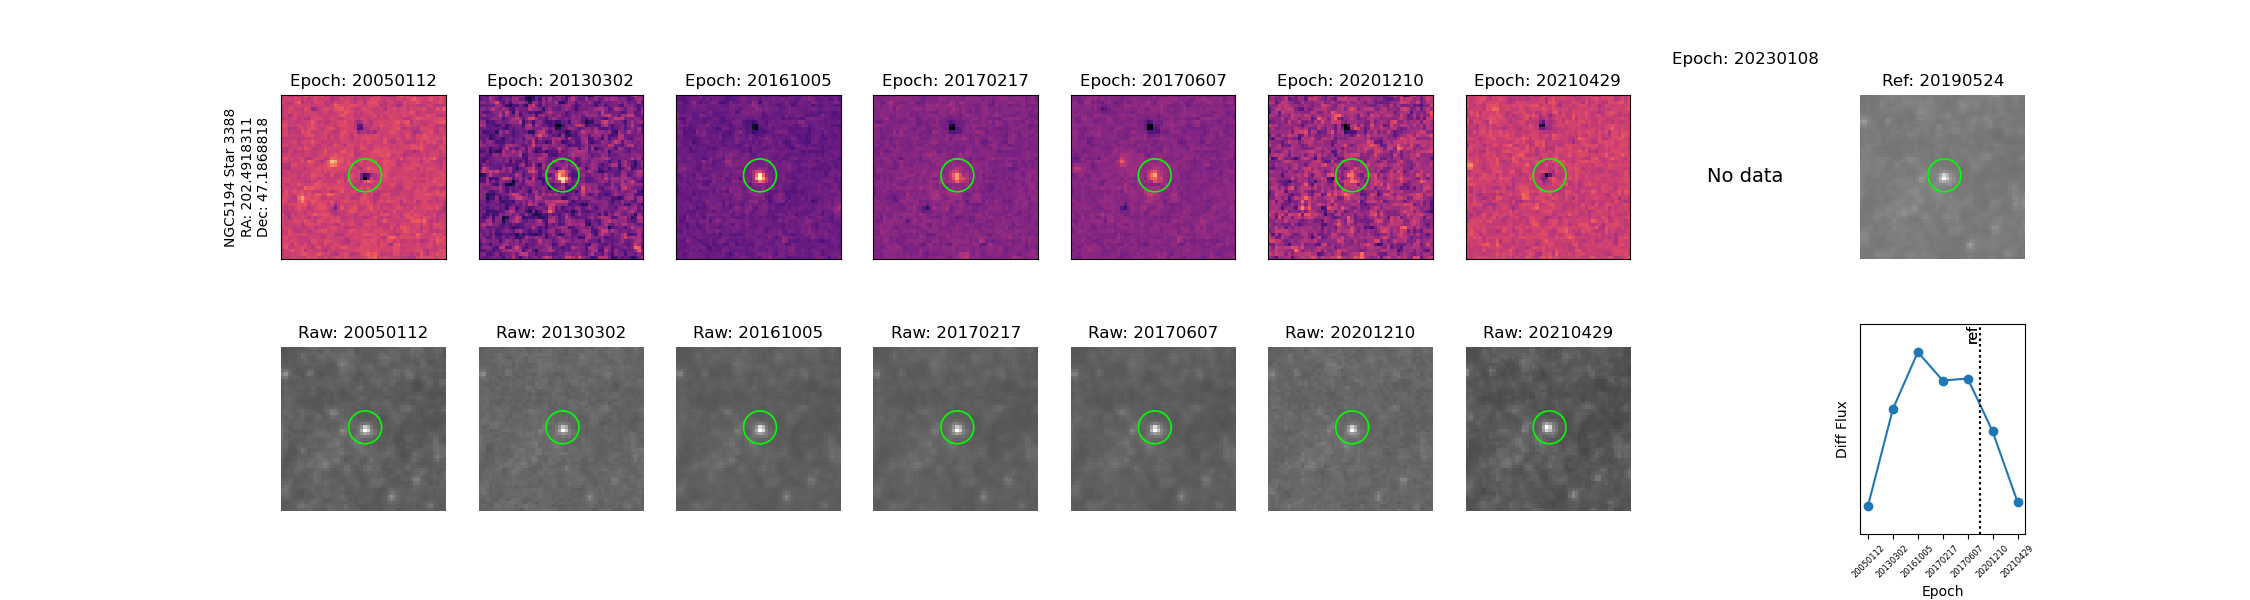 Epoch: 20050112
Epoch: 20130302
Epoch: 20161005
Epoch: 20170217
Epoch: 20170607
Epoch: 20201210
Epoch: 20210429
Epoch: 20230108
Ref: 20190524
NGC5194 Star 3388
RA: 202.4918311
Dec: 47.1868818
No data
Raw: 20050112
Raw: 20130302
Raw: 20161005
Raw: 20170217
Raw: 20170607
Raw: 20201210
Raw: 20210429
ref
Diff Flux
20050112
20130302
20161005
20170217
20170607
20201210
20210429
Epoch